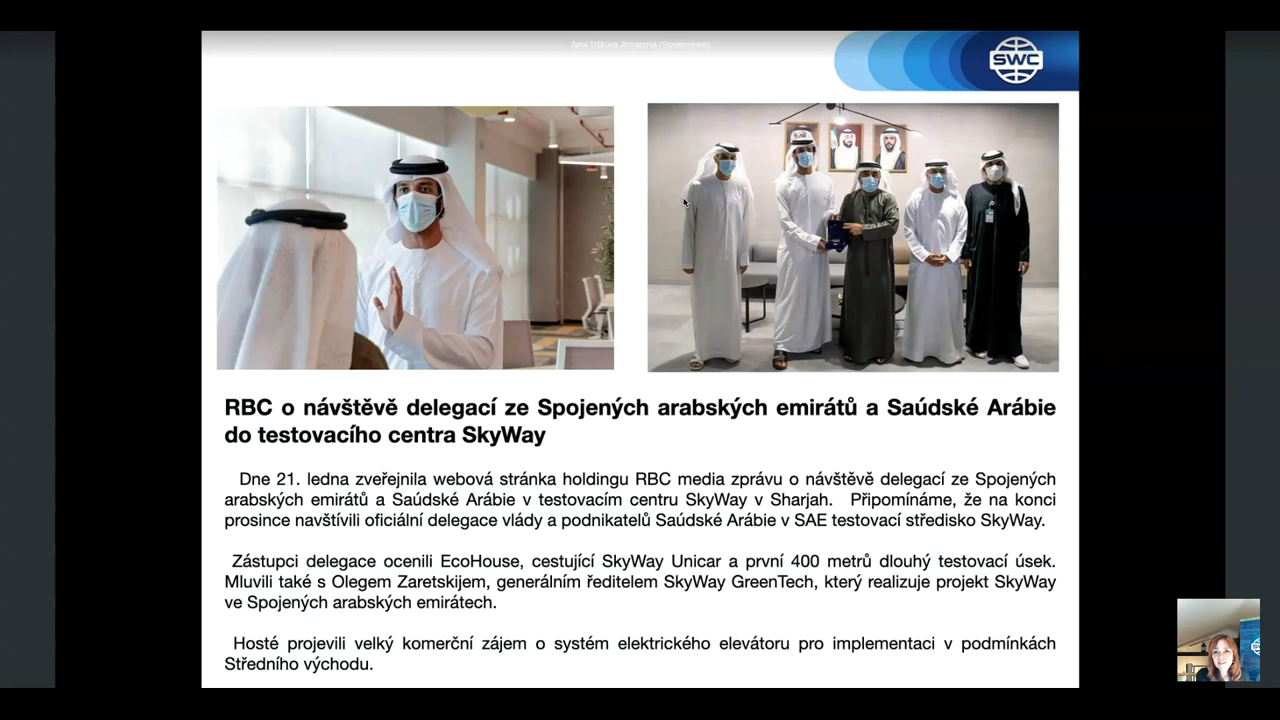 Jana Tržková Jirmanová (Screenshare)
SWC
RBC o návštěvě delegací ze Spojených arabských emirátů a Saúdské Arábie
do testovacího centra SkyWay
Dne 21. ledna zveřejnila webová stránka holdingu RBC media zprávu o návštěvě delegací ze Spojených
arabských emirátů a Saúdské Arábie v testovacím centru SkyWay v Sharjah. Připomínáme, že na konci
prosince navštívili oficiální delegace vlády a podnikatelů Saúdské Arábie v SAE testovací středisko SkyWay.
Zástupci delegace ocenili EcoHouse, cestující SkyWay Unicar a první 400 metrů dlouhý testovací úsek.
Mluvili také s Olegem Zaretskijem, generálním ředitelem SkyWay GreenTech, který realizuje projekt SkyWay
ve Spojených arabských emirátech.
Hosté projevili velký komerční zájem o systém elektrického elevátoru pro implementaci v podmínkách
Středního východu.